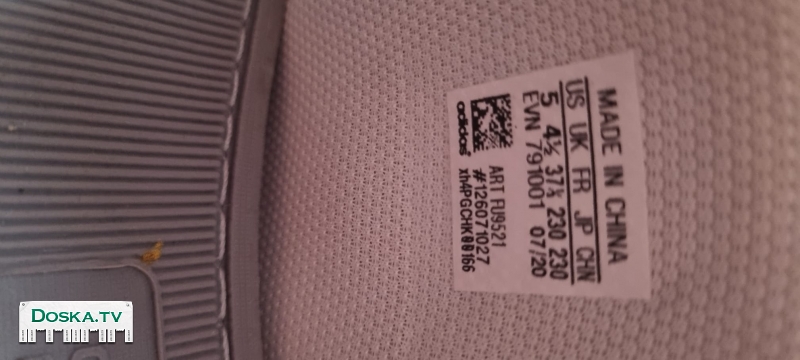 MADE IN CHINA
US UK FR JP CHN
5 4½ 37⅓ 230 230
EVN 791001 07/20
adidas
ART FU9521
#126071027
xh4PGCHK00166
DOSKA.TV